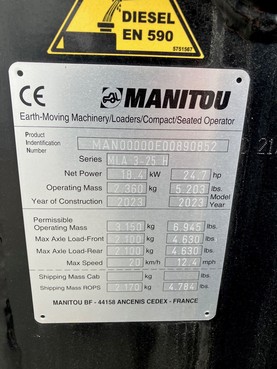 DIESEL
EN 590
5751567
CE MANITOU
Earth-Moving Machinery/Loaders/Compact/Seated Operator
Product
Indentification
Number MAN00000E00890852
Series MLA 3-25 H
Net Power 18.4 kW 24.7 hp
Operating Mass 2,360 kg 5.203 lbs.
Year of Construction 2023 2023 Model
Year
Permissible
Operating Mass 3.150 kgs 6.945 lbs.
Max Axle Load-Front 2.100 kgs 4.630 lbs.
Max Axle Load-Rear 2.100 kgs 4.630 lbs.
Max Speed 20 km/h 12.4 mph
Shipping Mass Cab kg lbs.
Shipping Mass ROPS 2.170 kgs 4.784 lbs.
MANITOU BF - 44158 ANCENIS CEDEX - FRANCE